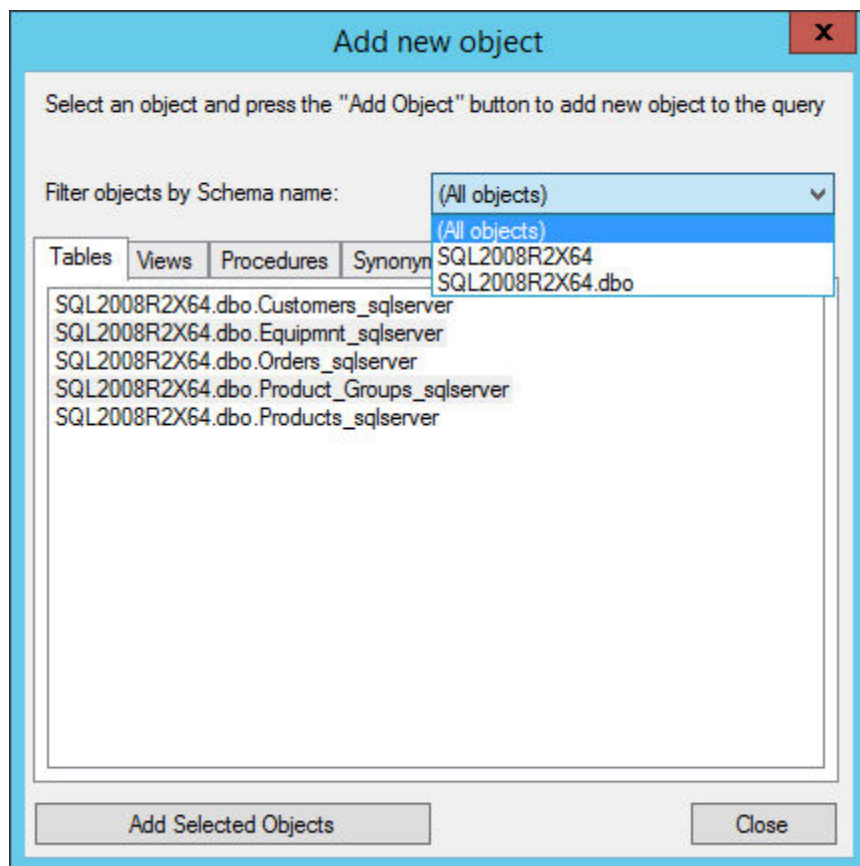 Add new object
x
Select an object and press the "Add Object" button to add new object to the query
Filter objects by Schema name:
(All objects)
(All objects)
SQL2008R2X64
SQL2008R2X64.dbo
Tables
Views
Procedures
Synonym
SQL2008R2X64.dbo.Customers_sqlserver
SQL2008R2X64.dbo.Equipmnt_sqlserver
SQL2008R2X64.dbo.Orders_sqlserver
SQL2008R2X64.dbo.Product_Groups_sqlserver
SQL2008R2X64.dbo.Products_sqlserver
Add Selected Objects
Close